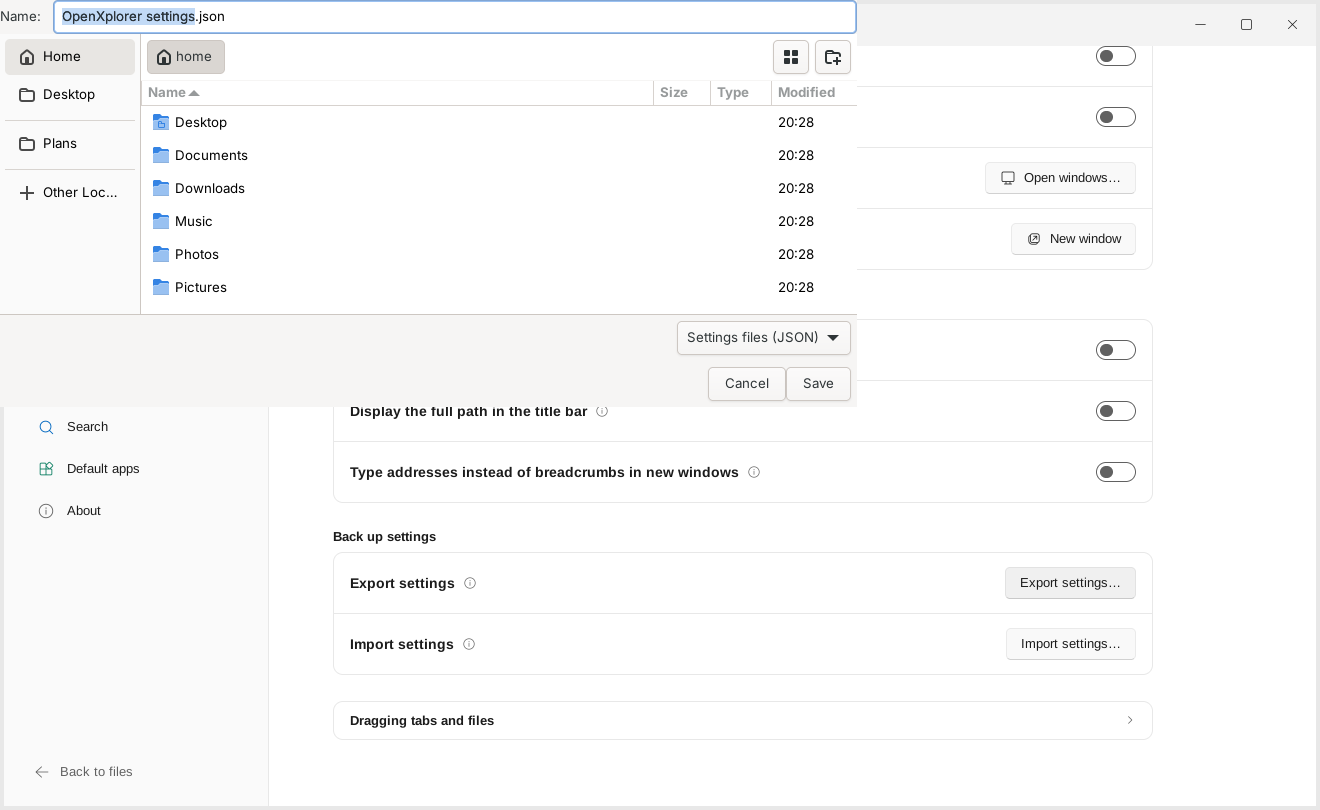 Name: OpenXplorer settings.json
Home
Desktop
Plans
Other Loc...
home
Name Size Type Modified
Desktop 20:28
Documents 20:28
Downloads 20:28
Music 20:28
Photos 20:28
Pictures 20:28
Settings files (JSON)
Cancel Save
Open windows...
New window
Search
Default apps
About
Back to files
Display the full path in the title bar
Type addresses instead of breadcrumbs in new windows
Back up settings
Export settings Export settings...
Import settings Import settings...
Dragging tabs and files